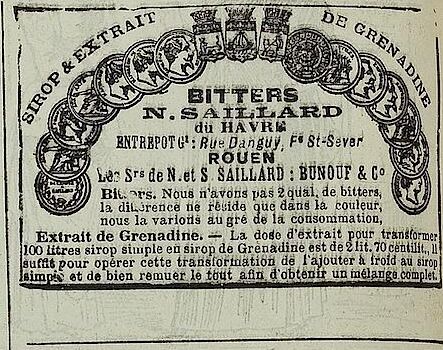 SIROP & EXTRAIT DE GRENADINE
BITTERS
N. SAILLARD
du HAVRE
ENTREPOT Gal: Rue Danguy, Fg St-Sever
ROUEN
Les Srs de N. et S. SAILLARD : BUNOUF & Co
Bitters. Nous n'avons pas 2 qual. de bitters,
la différence ne réside que dans la couleur,
nous la varions au gré de la consommation,
Extrait de Grenadine. — La dose d'extrait pour transformer
100 litres sirop simple en sirop de Grenadine est de 2 lit. 70 centilit., il
suffit pour opérer cette transformation de l'ajouter à froid au sirop
simple et de bien remuer le tout afin d'obtenir un mélange complet.